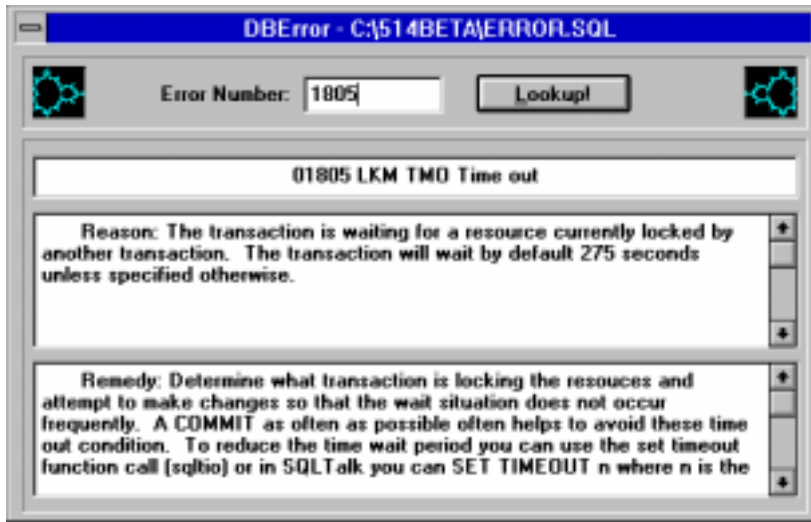 DBError - C:\514BETA\ERROR.SQL
Error Number: 1805 Lookup!
01805 LKM TMO Time out
Reason: The transaction is waiting for a resource currently locked by
another transaction. The transaction will wait by default 275 seconds
unless specified otherwise.
Remedy: Determine what transaction is locking the resouces and
attempt to make changes so that the wait situation does not occur
frequently. A COMMIT as often as possible often helps to avoid these time
out condition. To reduce the time wait period you can use the set timeout
function call (sqltio) or in SQLTalk you can SET TIMEOUT n where n is the